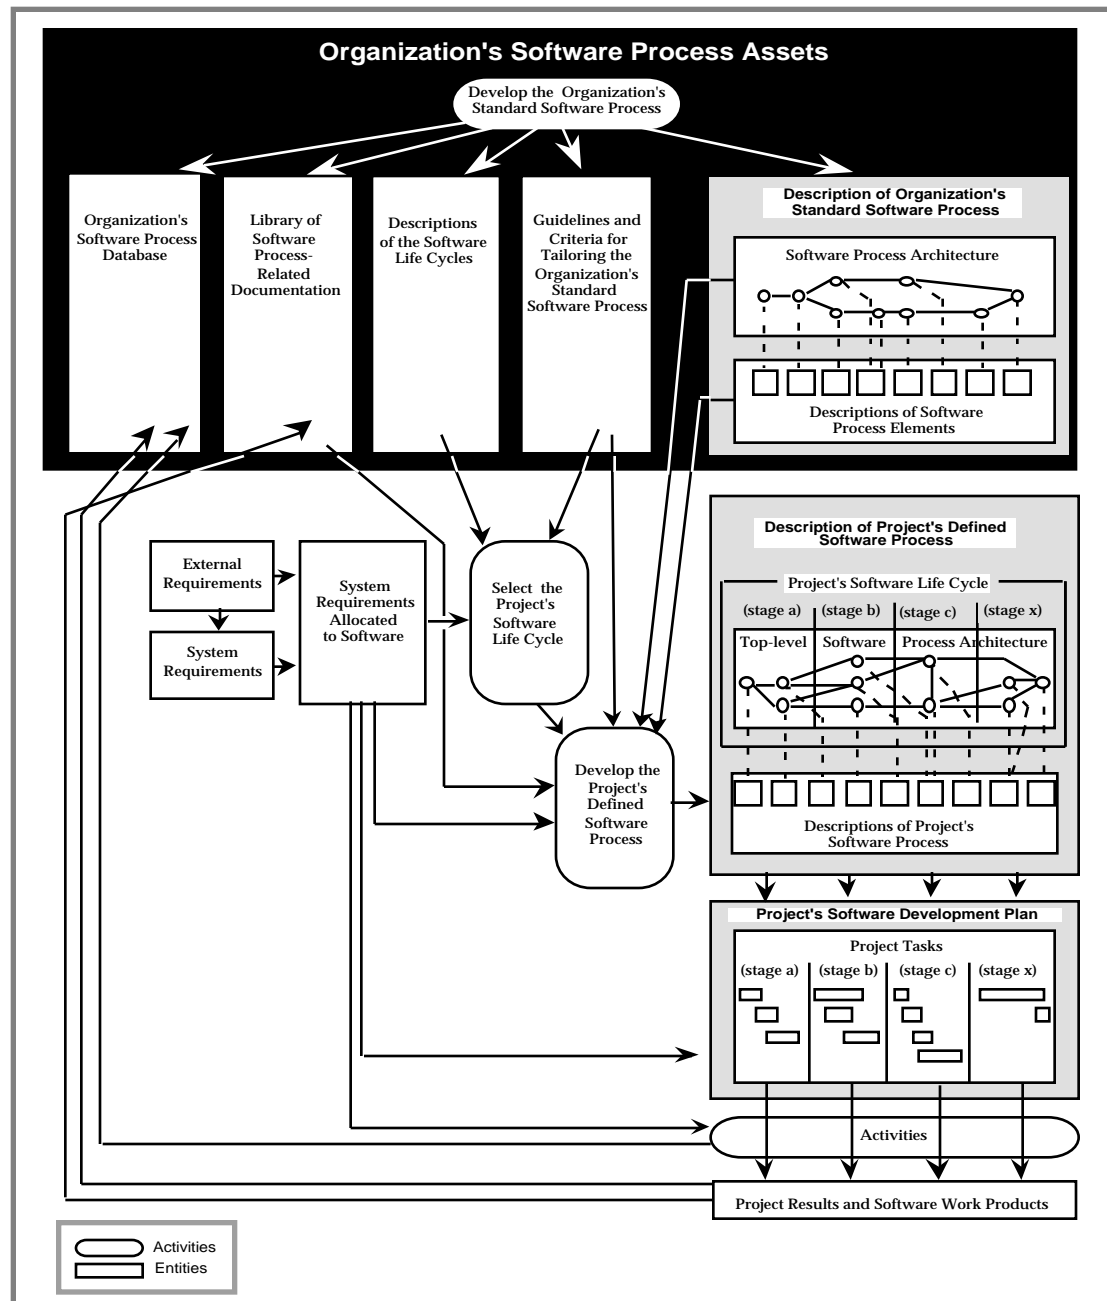 Organization's Software Process Assets
Develop the Organization's
Standard Software Process
Organization's
Software Process
Database
Library of
Software
Process-
Related
Documentation
Descriptions
of the Software
Life Cycles
Guidelines and
Criteria for
Tailoring the
Organization's
Standard
Software Process
Description of Organization's
Standard Software Process
Software Process Architecture
Descriptions of Software
Process Elements
External
Requirements
System
Requirements
System
Requirements
Allocated
to Software
Select the
Project's
Software
Life Cycle
Develop the
Project's
Defined
Software
Process
Description of Project's Defined
Software Process
Project's Software Life Cycle
(stage a) (stage b) (stage c) (stage x)
Top-level Software Process Architecture
Descriptions of Project's
Software Process
Project's Software Development Plan
Project Tasks
(stage a) (stage b) (stage c) (stage x)
Activities
Project Results and Software Work Products
Activities
Entities